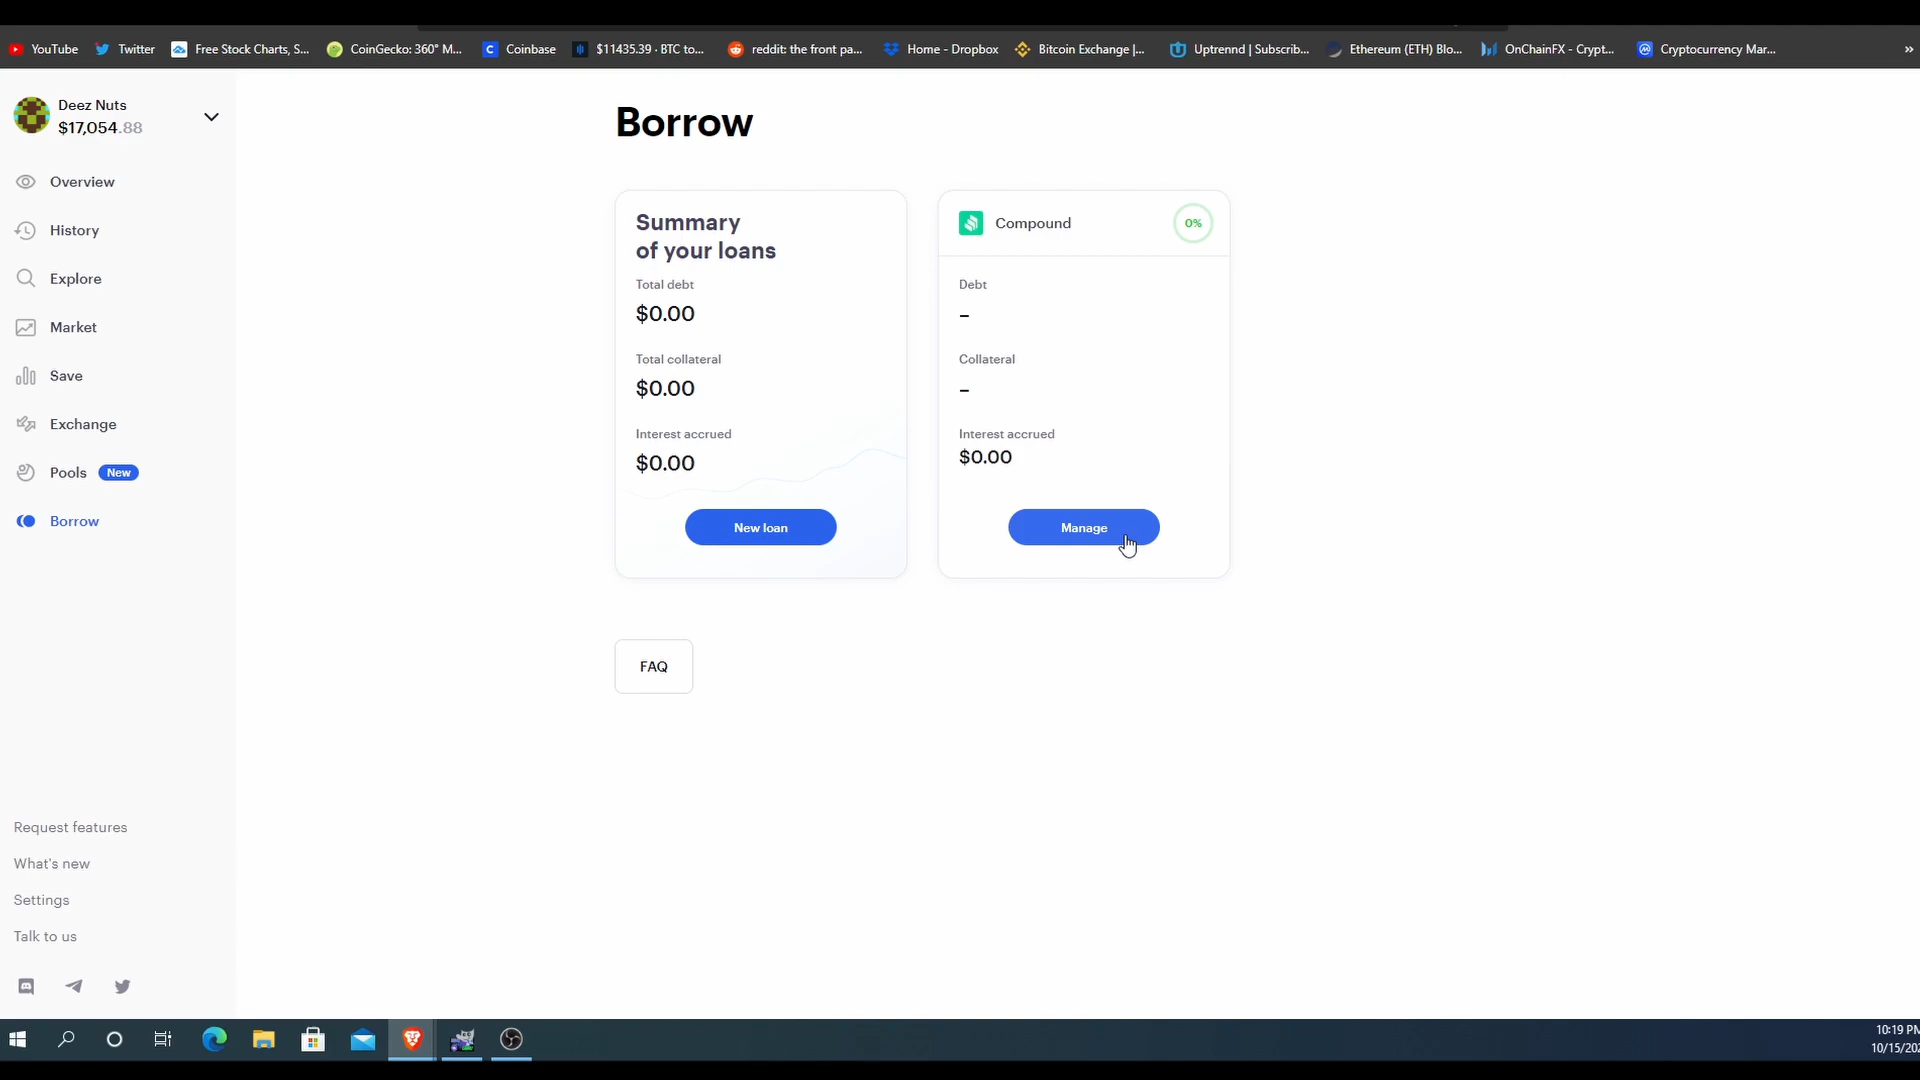 YouTube
Twitter
Free Stock Charts, S...
CoinGecko: 360° M...
Coinbase
$11435.39 · BTC to...
reddit: the front pa...
Home - Dropbox
Bitcoin Exchange |...
Uptrennd | Subscrib...
Ethereum (ETH) Blo...
OnChainFX - Crypt...
Cryptocurrency Mar...
»
Deez Nuts
$17,054.88
Overview
History
Explore
Market
Save
Exchange
Pools New
Borrow
Request features
What's new
Settings
Talk to us
Borrow
Summary
of your loans
Total debt
$0.00
Total collateral
$0.00
Interest accrued
$0.00
New loan
Compound
0%
Debt
–
Collateral
–
Interest accrued
$0.00
Manage
FAQ
10:19 PM
10/15/202